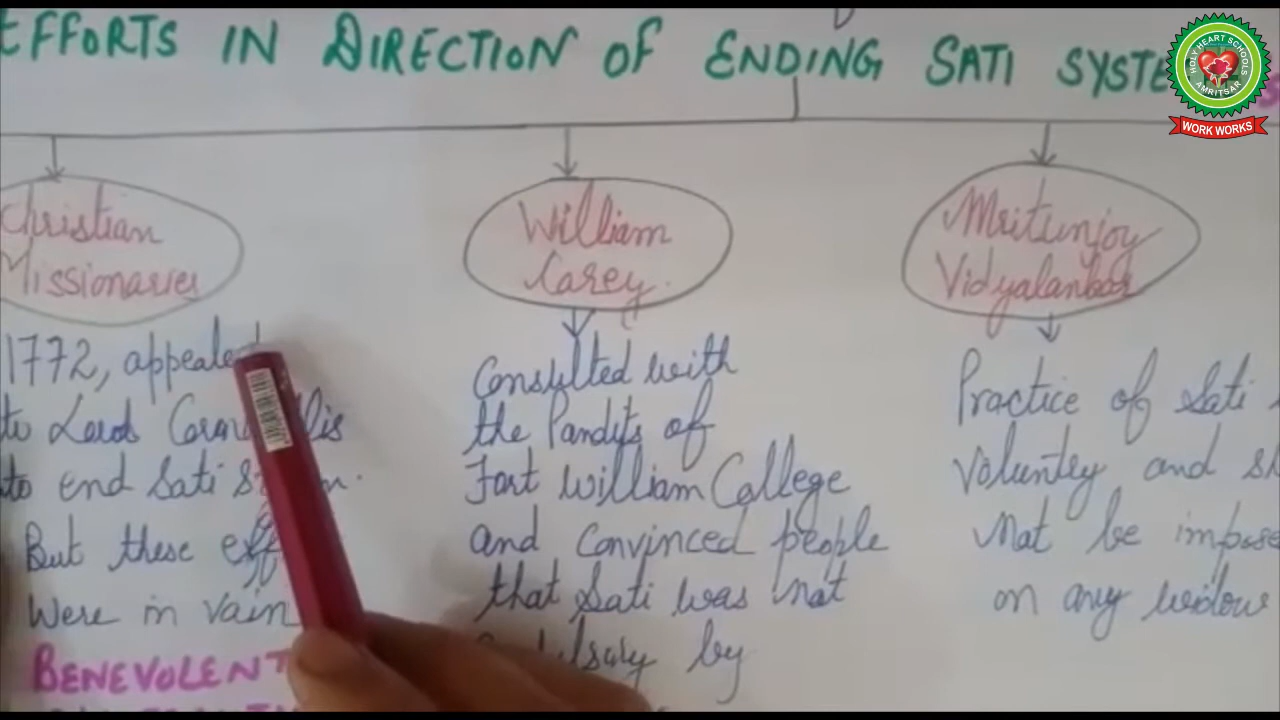 EFFORTS IN DIRECTION OF ENDING SATI SYSTE
HOLY HEART SCHOOLS
AMRITSAR
WORK WORKS
Christian
Missionaries
1772, appealed
to Lord
to end Sati
But these
Were in vain
BENEVOLENT
William
Carey.
Consulted with
the Pandits of
Fort William College
and convinced people
that Sati was not
by
Mritunjoy
Vidyalankar
Practice of Sati
Voluntey and
not be impose
on any widow